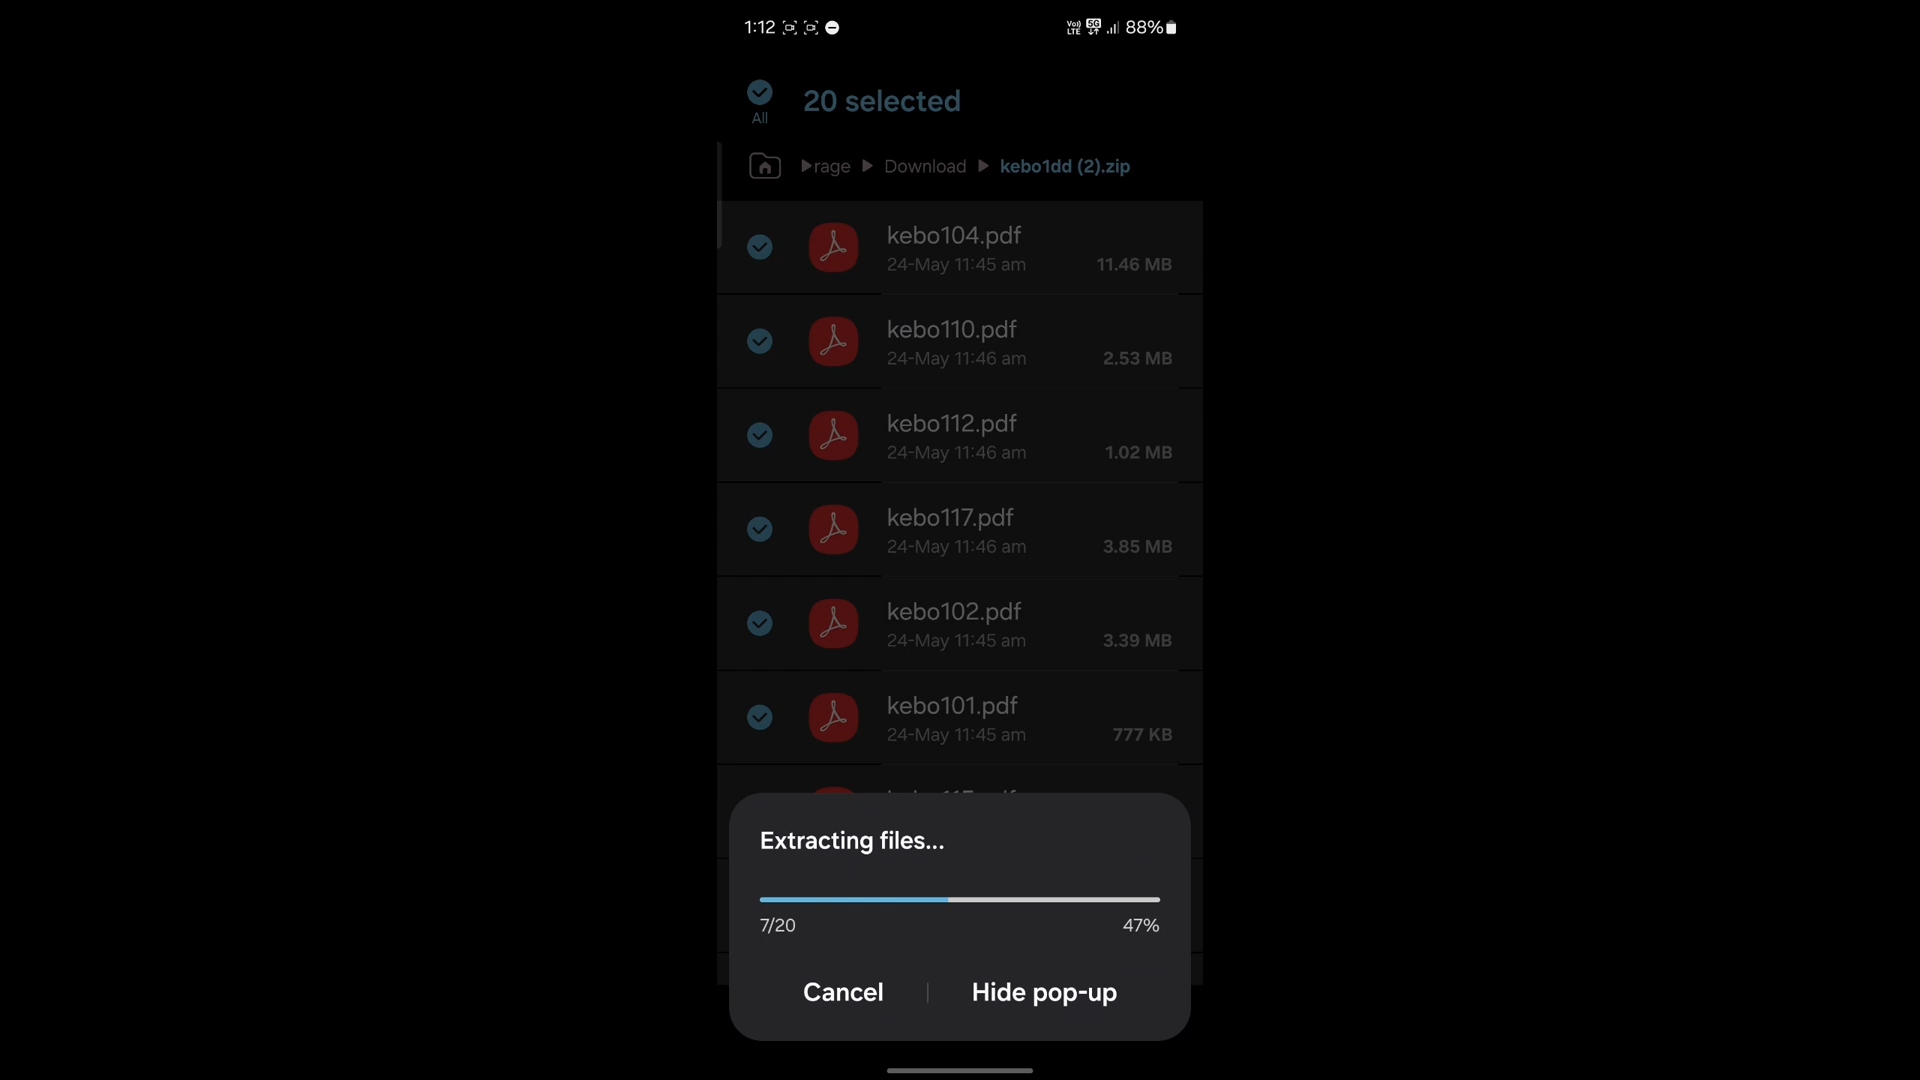 1:12
Vo)) LTE 5G 88%
All
20 selected
rage Download kebo1dd (2).zip
kebo104.pdf
24-May 11:45 am 11.46 MB
kebo110.pdf
24-May 11:46 am 2.53 MB
kebo112.pdf
24-May 11:46 am 1.02 MB
kebo117.pdf
24-May 11:46 am 3.85 MB
kebo102.pdf
24-May 11:45 am 3.39 MB
kebo101.pdf
24-May 11:45 am 777 KB
Extracting files...
7/20 47%
Cancel Hide pop-up